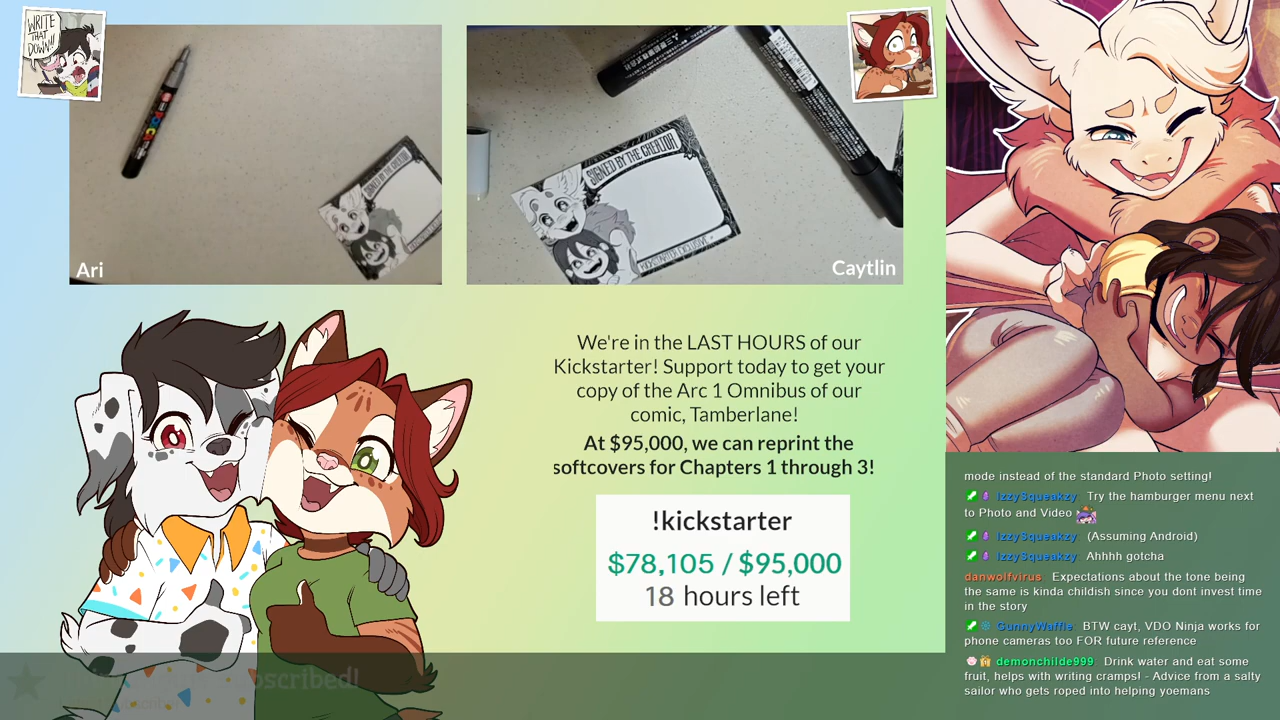 WRITE
THAT
DOWN!!
SIGNED BY THE CREATOR
Ari
SIGNED BY THE CREATOR
KICKSTARTER EXCLUSIVE
Caytlin
We're in the LAST HOURS of our
Kickstarter! Support today to get your
copy of the Arc 1 Omnibus of our
comic, Tamberlane!
At $95,000, we can reprint the
softcovers for Chapters 1 through 3!
!kickstarter
$78,105 / $95,000
18 hours left
mode instead of the standard Photo setting!
IzzySqueakzy: Try the hamburger menu next
to Photo and Video
IzzySqueakzy: (Assuming Android)
IzzySqueakzy: Ahhhh gotcha
danwolfvirus: Expectations about the tone being
the same is kinda childish since you dont invest time
in the story
GunnyWaffle: BTW cayt, VDO Ninja works for
phone cameras too FOR future reference
demonchilde999: Drink water and eat some
fruit, helps with writing cramps! - Advice from a salty
sailor who gets roped into helping yoemans